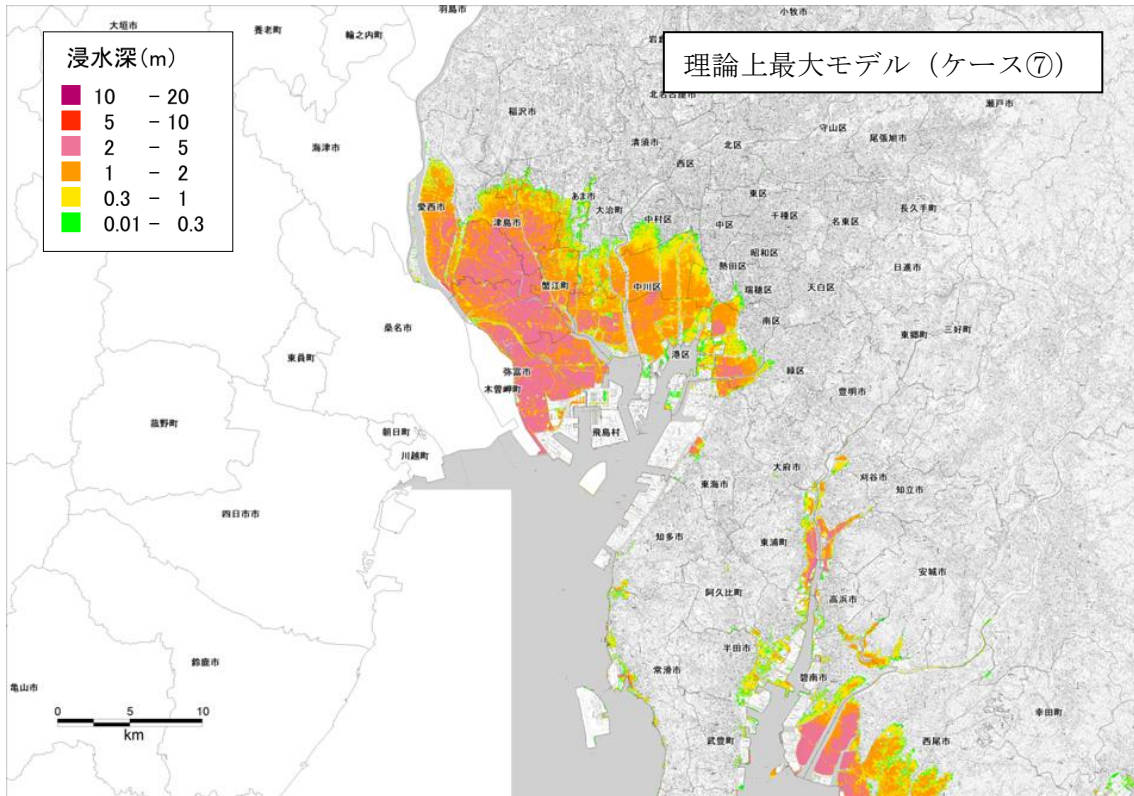 浸水深(m)
10 － 20
5 － 10
2 － 5
1 － 2
0.3 － 1
0.01 － 0.3
理論上最大モデル（ケース⑦）
羽島市
小牧市
大垣市
養老町
輪之内町
瀬戸市
稲沢市
守山区
尾張旭市
海津市
清須市
北区
西区
あま市
東区
愛西市
大治町
中村区
千種区
長久手町
津島市
中区
名東区
昭和区
熱田区
日進市
蟹江町
中川区
瑞穂区
天白区
桑名市
南区
三好町
東員町
港区
東郷町
弥富市
緑区
木曽岬町
豊明市
菰野町
朝日町
飛島村
川越町
大府市
刈谷市
東海市
知立市
四日市市
知多市
東浦町
安城市
阿久比町
高浜市
半田市
鈴鹿市
常滑市
碧南市
亀山市
幸田町
武豊町
西尾市
0 5 10
km